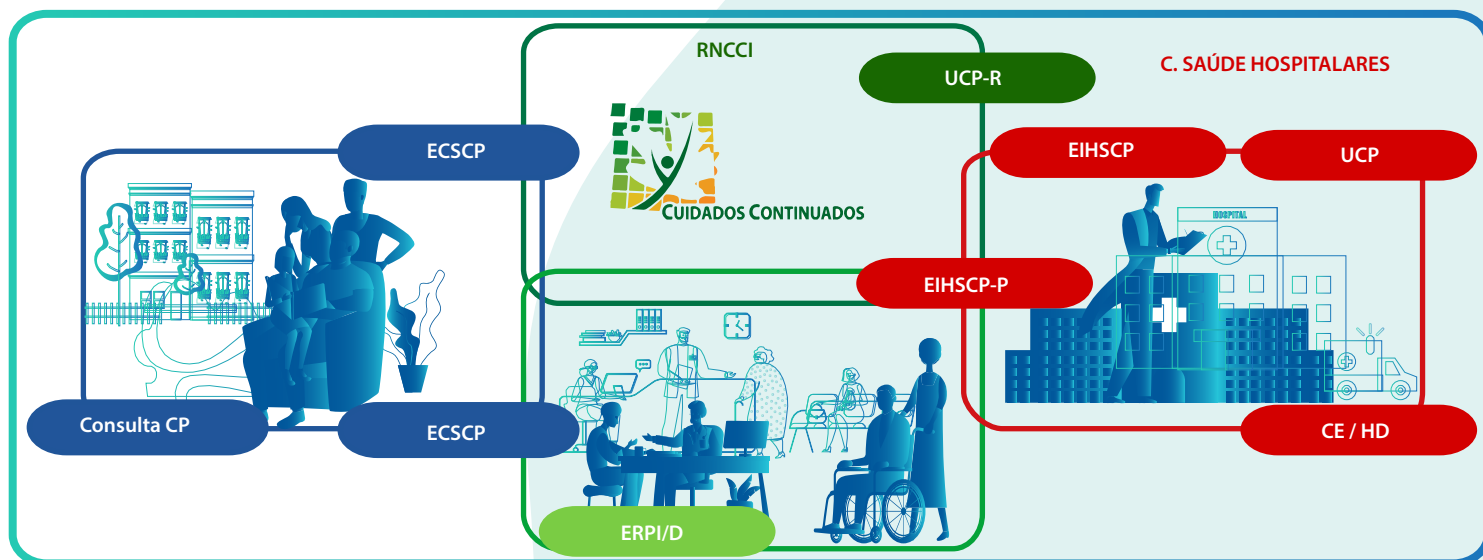 RNCCI
C. SAÚDE HOSPITALARES
UCP-R
ECSCP
EIHSCP
UCP
CUIDADOS CONTINUADOS
HOSPITAL
EIHSCP-P
Consulta CP
ECSCP
CE / HD
ERPI/D